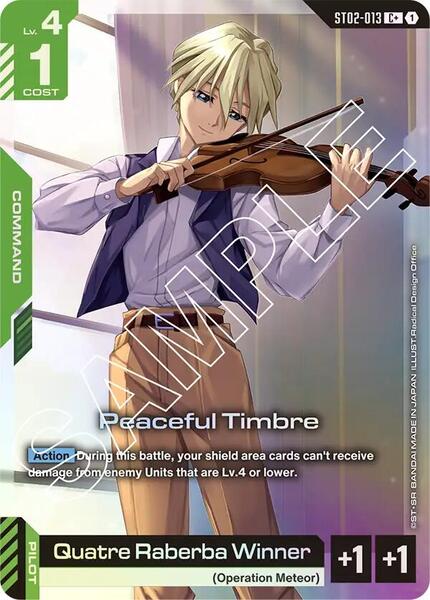 Lv. 4
1
COST
ST02-013 C+ 1
COMMAND
SAMPLE
Peaceful Timbre
Action During this battle, your shield area cards can't receive
damage from enemy Units that are Lv.4 or lower.
©ST・SR BANDAI MADE IN JAPAN ILLUST.Radical Design Office
PILOT
Quatre Raberba Winner
(Operation Meteor)
+1 +1